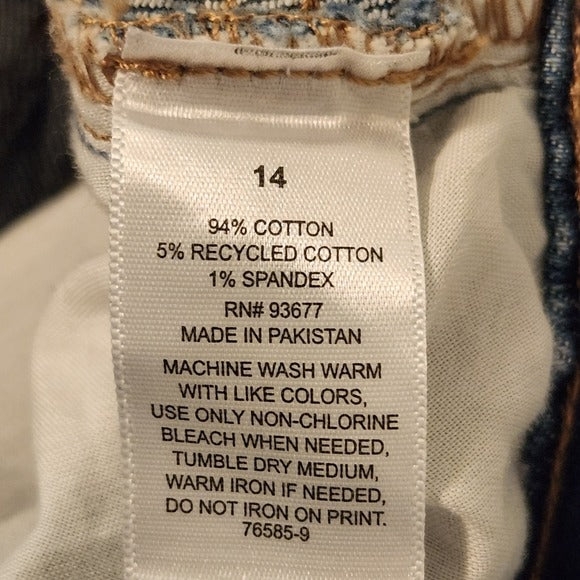 14
94% COTTON
5% RECYCLED COTTON
1% SPANDEX
RN# 93677
MADE IN PAKISTAN
MACHINE WASH WARM
WITH LIKE COLORS,
USE ONLY NON-CHLORINE
BLEACH WHEN NEEDED,
TUMBLE DRY MEDIUM,
WARM IRON IF NEEDED,
DO NOT IRON ON PRINT.
76585-9